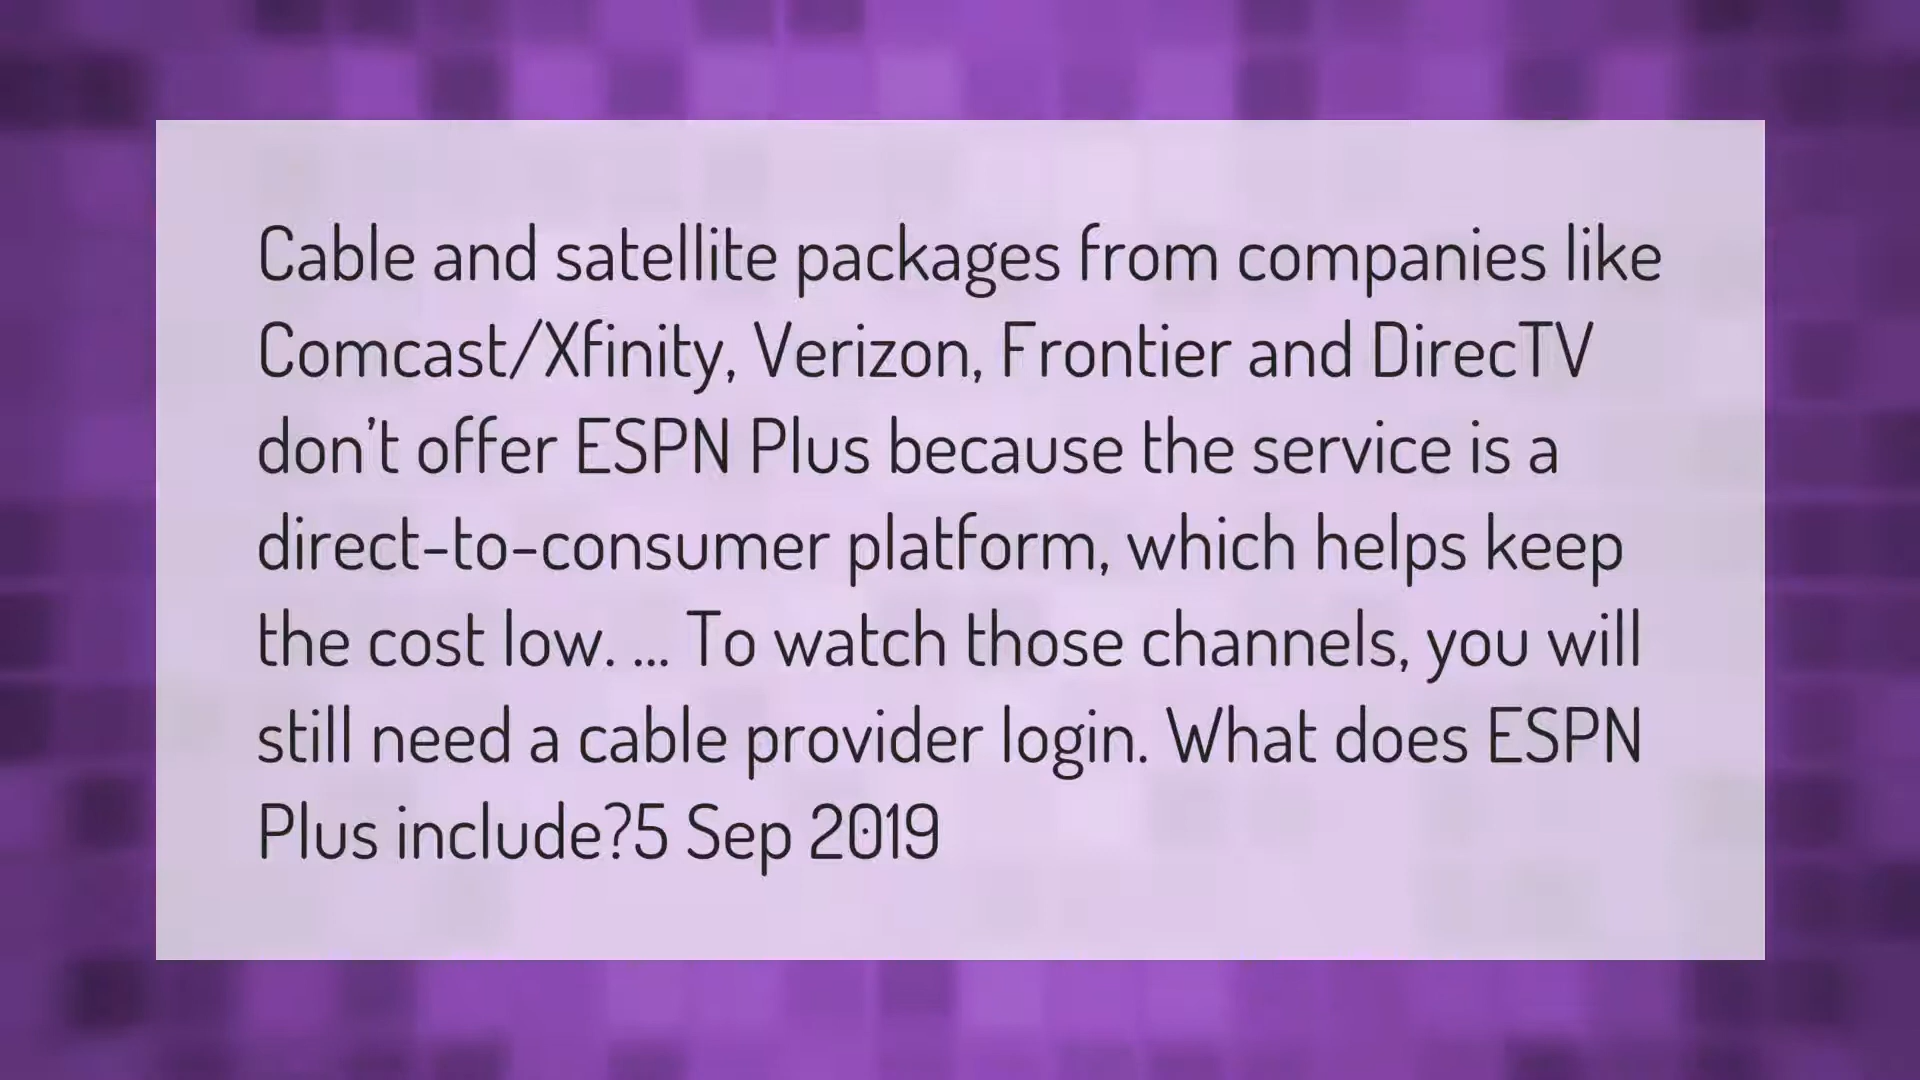 Cable and satellite packages from companies like
Comcast/Xfinity, Verizon, Frontier and DirecTV
don't offer ESPN Plus because the service is a
direct-to-consumer platform, which helps keep
the cost low. ... To watch those channels, you will
still need a cable provider login. What does ESPN
Plus include?5 Sep 2019